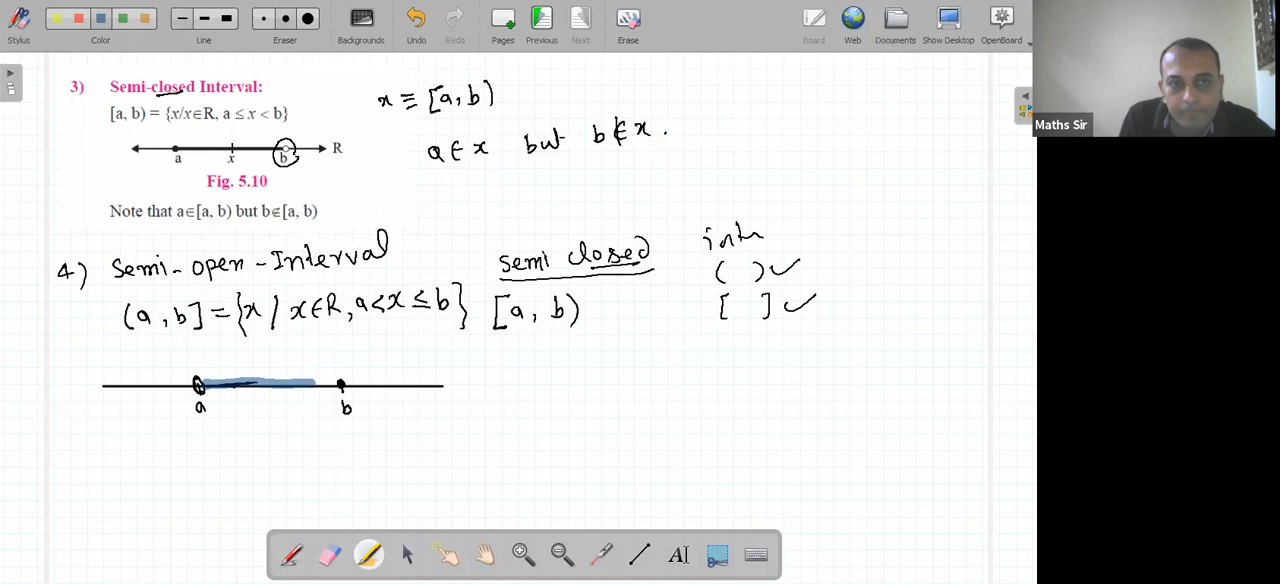 Stylus Color Line Eraser Backgrounds Undo Redo Pages Previous Next Erase Board Web Documents Show Desktop OpenBoard
Maths Sir
3) Semi-closed Interval:
[a, b) = {x/x∈R, a ≤ x < b}
a x b R
Fig. 5.10
Note that a∈[a, b) but b∉[a, b)
x ≡ [a, b)
a ∈ x but b ∉ x.
4) Semi-open-Interval
(a, b] = {x / x∈R, a<x ≤ b}
semi closed
[a, b)
( ) ✓
[ ] ✓
a b
AI